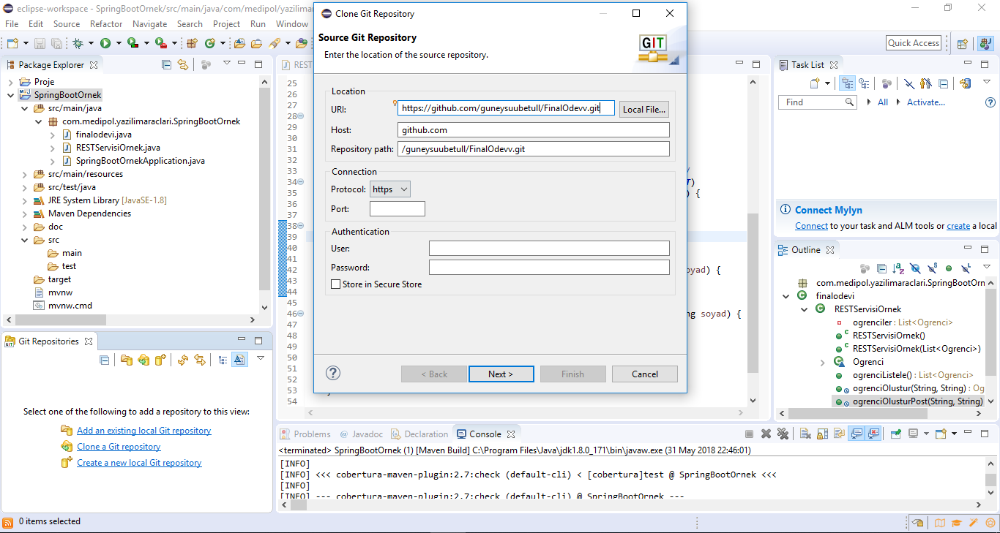 eclipse-workspace - SpringBootOrnek/src/main/java/com/medipol/yazilimar
File Edit Source Refactor Navigate Search Project Run Window
Quick Access
Package Explorer
Proje
SpringBootOrnek
src/main/java
com.medipol.yazilimaraclari.SpringBootOrnek
finalodevi.java
RESTServisiOrnek.java
SpringBootOrnekApplication.java
src/main/resources
src/test/java
JRE System Library [JavaSE-1.8]
Maven Dependencies
doc
src
main
test
target
mvnw
mvnw.cmd
Git Repositories
Select one of the following to add a repository to this view:
Add an existing local Git repository
Clone a Git repository
Create a new local Git repository
0 items selected
REST
25
26
27
28
29
30
31
32
33
34
35
36
37
38
39
40
41
42
43
44
45
46
47
48
49
50
51
52
53
54
) {
oyad) {
ng soyad) {
Clone Git Repository
Source Git Repository
Enter the location of the source repository.
GIT
Location
URI: https://github.com/guneysuubetull/FinalOdevv.git Local File...
Host: github.com
Repository path: /guneysuubetull/FinalOdevv.git
Connection
Protocol: https
Port:
Authentication
User:
Password:
Store in Secure Store
< Back Next > Finish Cancel
Problems @ Javadoc Declaration Console
<terminated> SpringBootOrnek (1) [Maven Build] C:\Program Files\Java\jdk1.8.0_171\bin\javaw.exe (31 May 2018 22:46:01)
[INFO]
[INFO] <<< cobertura-maven-plugin:2.7:check (default-cli) < [cobertura]test @ SpringBootOrnek <<<
[INFO]
[INFO] --- cobertura-maven-plugin:2.7:check (default-cli) @ SpringBootOrnek ---
Task List
Find All Activate...
Connect Mylyn
Connect to your task and ALM tools or create a local
Outline
com.medipol.yazilimaraclari.SpringBootOrn
finalodevi
RESTServisiOrnek
ogrenciler : List<Ogrenci>
RESTServisiOrnek()
RESTServisiOrnek(List<Ogrenci>)
Ogrenci
ogrenciListele() : List<Ogrenci>
ogrenciOlustur(String, String) : Og
ogrenciOlusturPost(String, String)